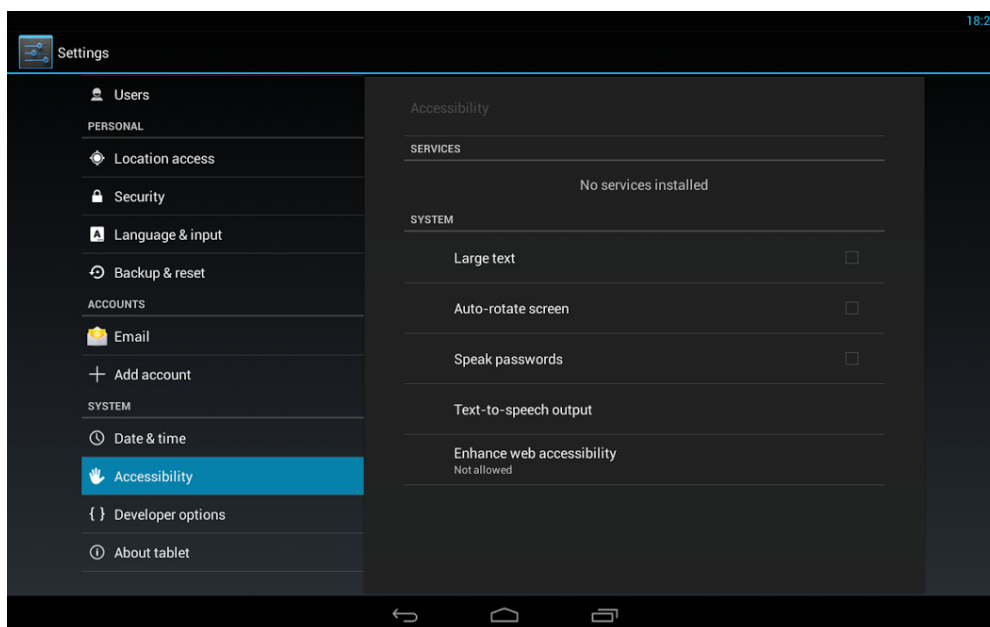 18:2
Settings
Users
PERSONAL
Location access
Security
Language & input
Backup & reset
ACCOUNTS
Email
Add account
SYSTEM
Date & time
Accessibility
{ } Developer options
About tablet
Accessibility
SERVICES
No services installed
SYSTEM
Large text
Auto-rotate screen
Speak passwords
Text-to-speech output
Enhance web accessibility
Not allowed